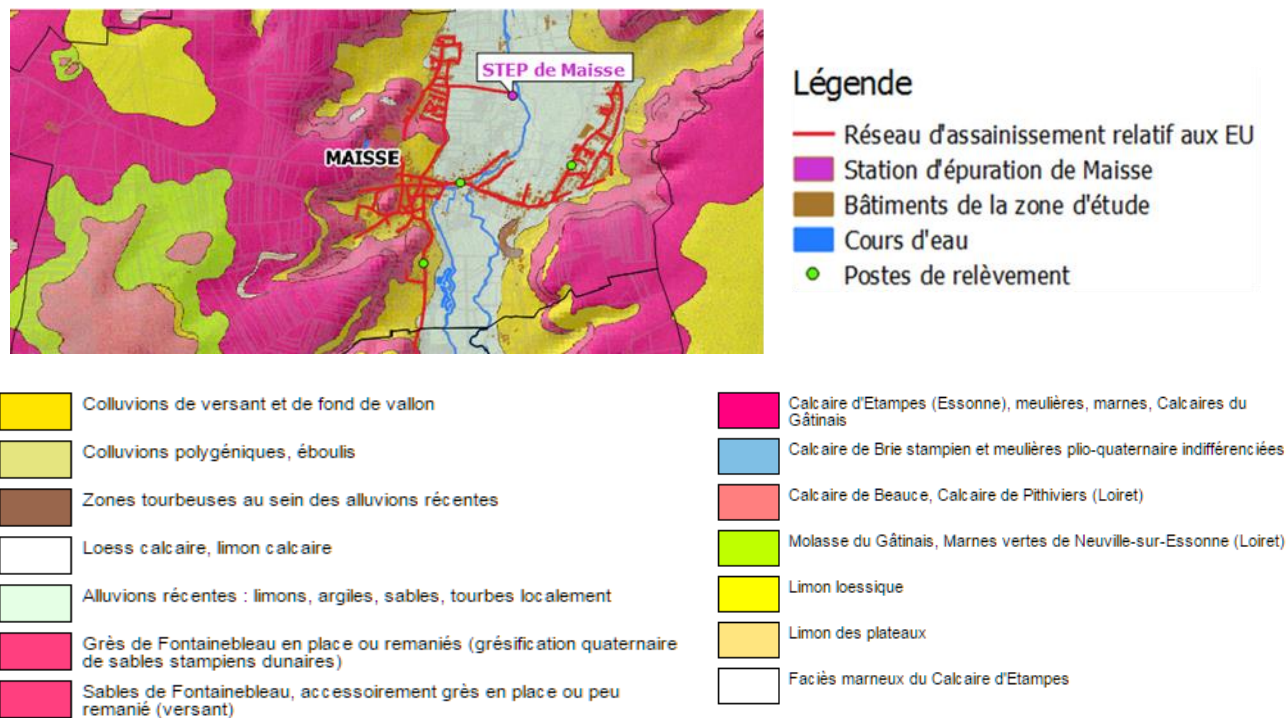 STEP de Maisse
MAISSE
Légende
Réseau d'assainissement relatif aux EU
Station d'épuration de Maisse
Bâtiments de la zone d'étude
Cours d'eau
Postes de relèvement
Colluvions de versant et de fond de vallon
Colluvions polygéniques, éboulis
Zones tourbeuses au sein des alluvions récentes
Loess calcaire, limon calcaire
Alluvions récentes : limons, argiles, sables, tourbes localement
Grès de Fontainebleau en place ou remaniés (grésification quaternaire
de sables stampiens dunaires)
Sables de Fontainebleau, accessoirement grès en place ou peu
remanié (versant)
Calcaire d'Etampes (Essonne), meulières, marnes, Calcaires du
Gâtinais
Calcaire de Brie stampien et meulières plio-quaternaire indifférenciées
Calcaire de Beauce, Calcaire de Pithiviers (Loiret)
Molasse du Gâtinais, Marnes vertes de Neuville-sur-Essonne (Loiret)
Limon loessique
Limon des plateaux
Faciès marneux du Calcaire d'Etampes